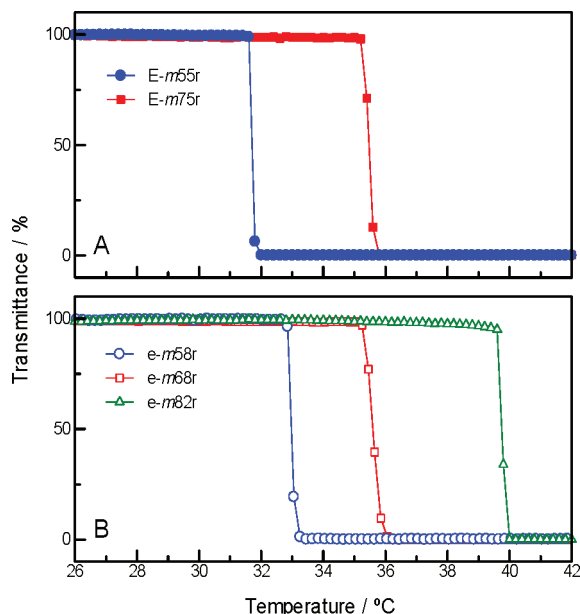 100
50
0
E-m55r
E-m75r
A
Transmittance / %
100
50
0
e-m58r
e-m68r
e-m82r
B
26 28 30 32 34 36 38 40 42
Temperature / ºC